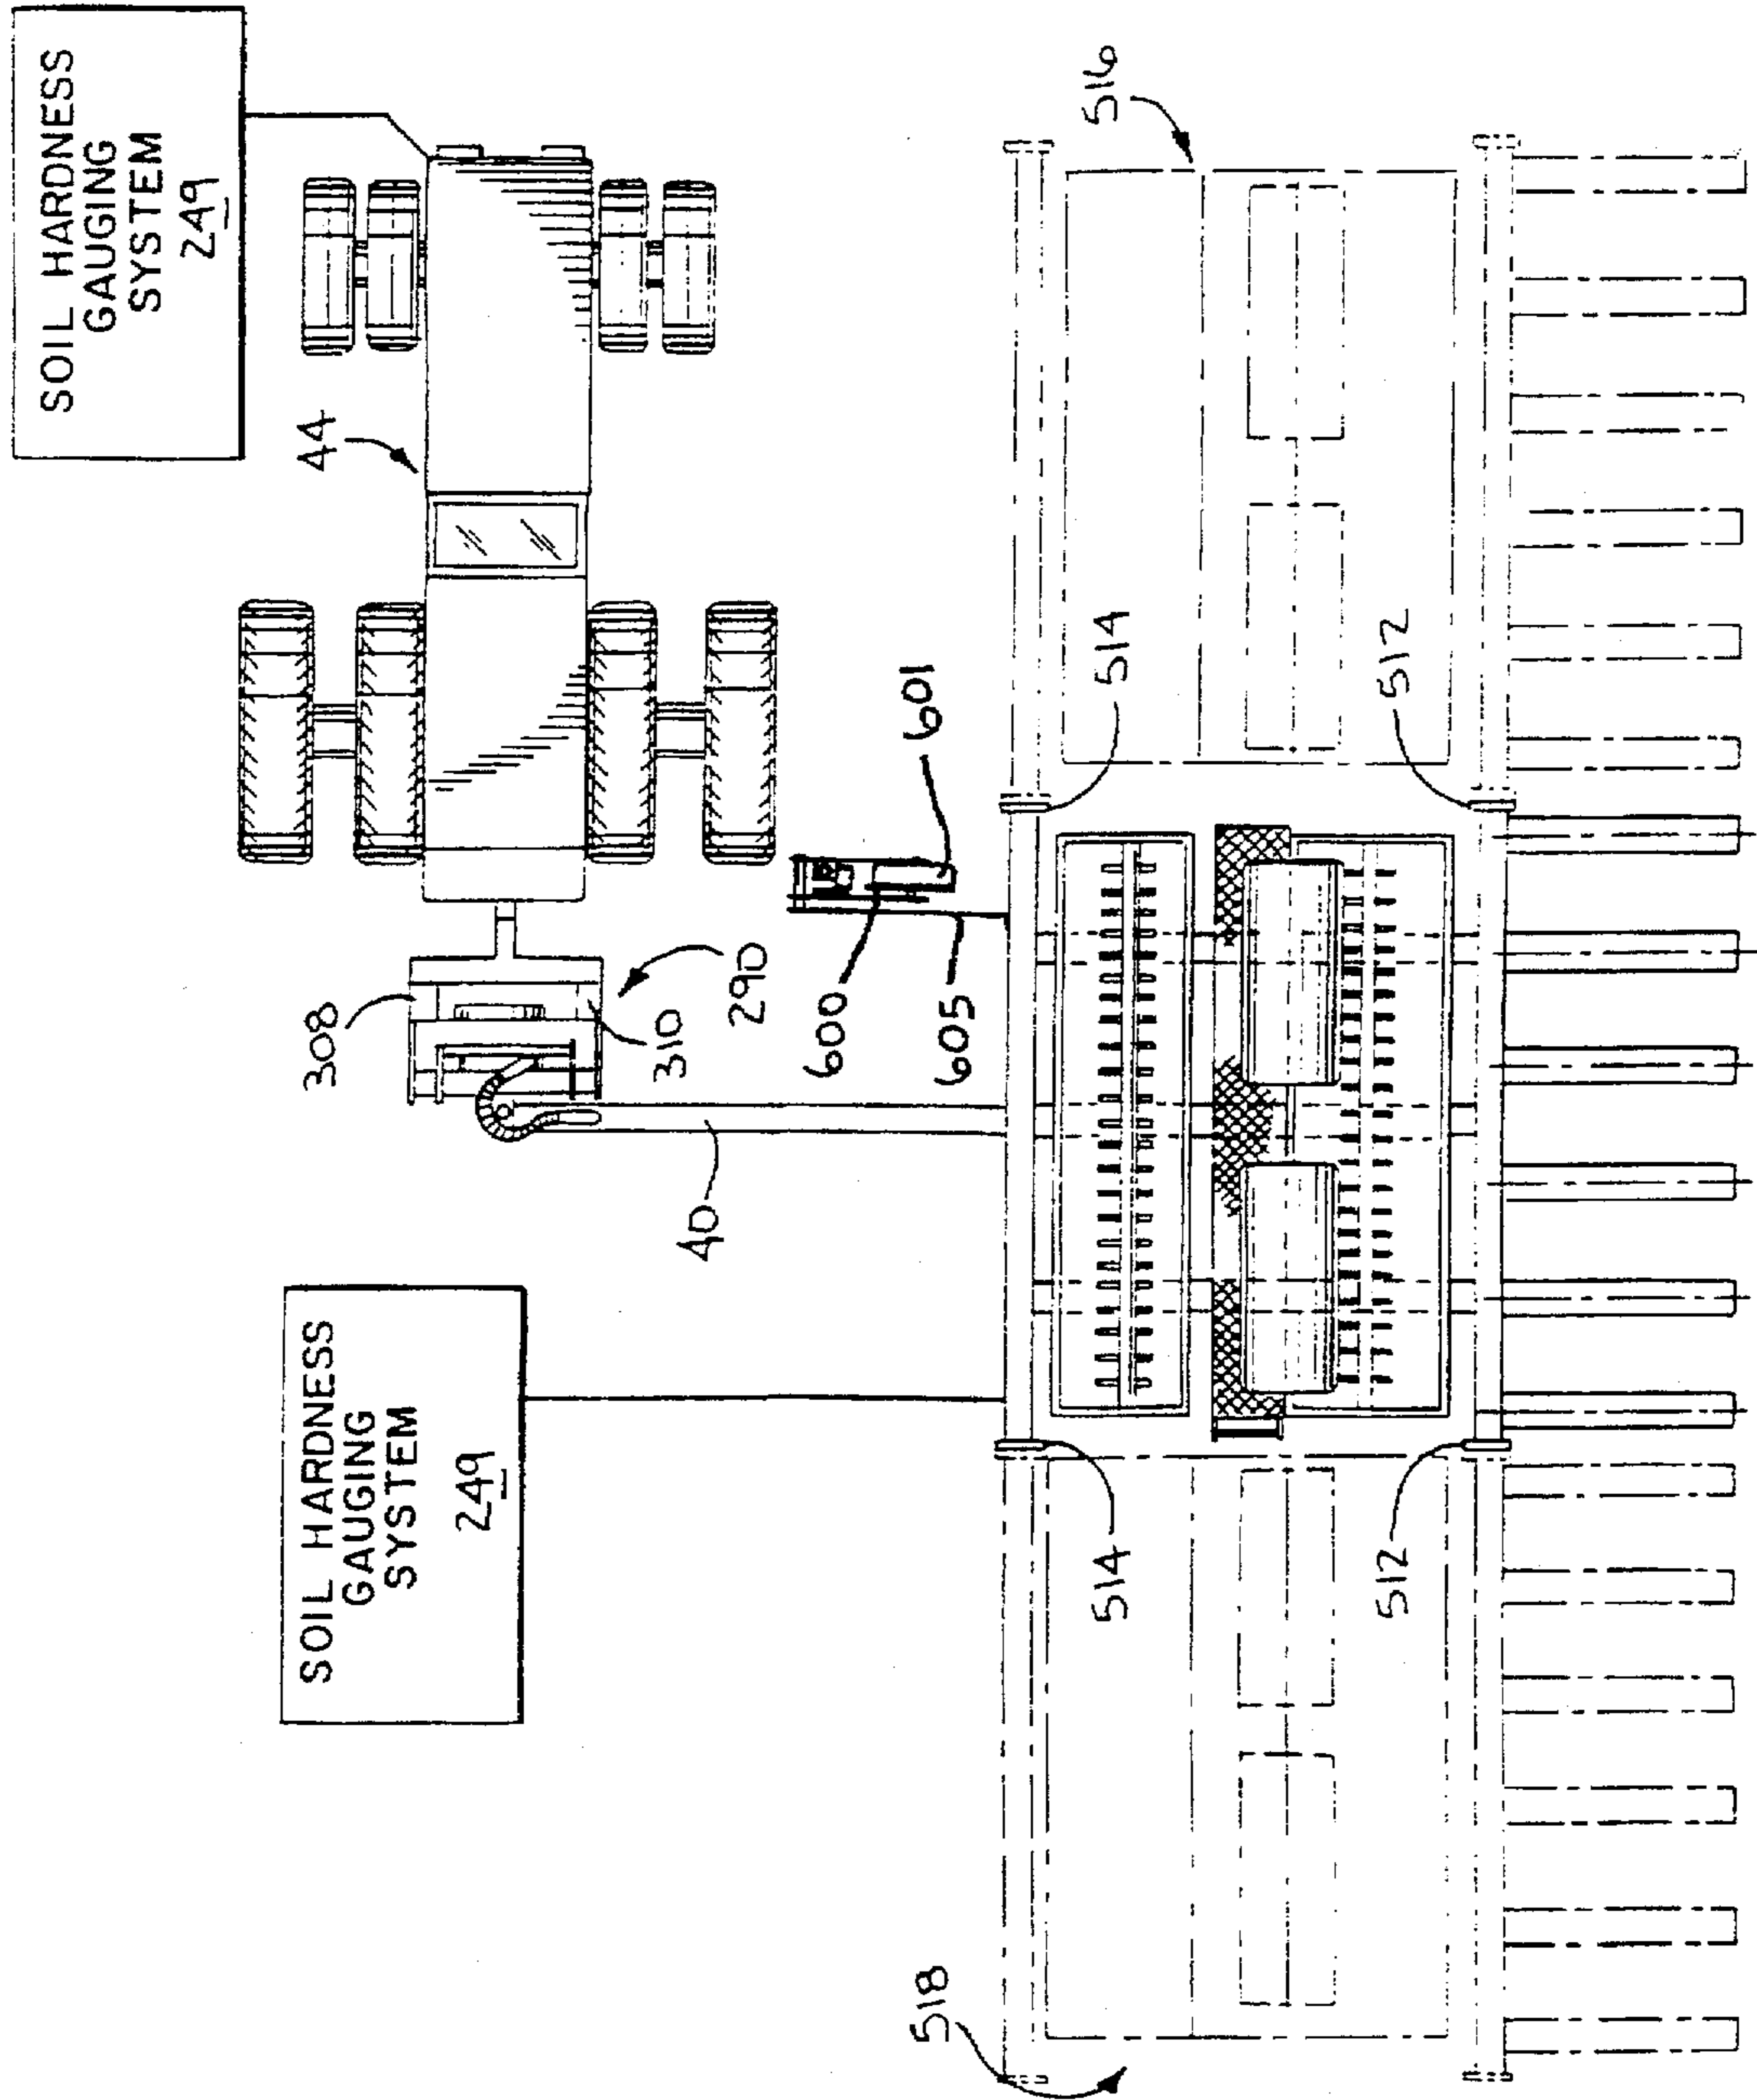 SOIL HARDNESS
GAUGING
SYSTEM
249
44
516
514
512
601
600
605
290
310
308
40
SOIL HARDNESS
GAUGING
SYSTEM
249
514
512
518